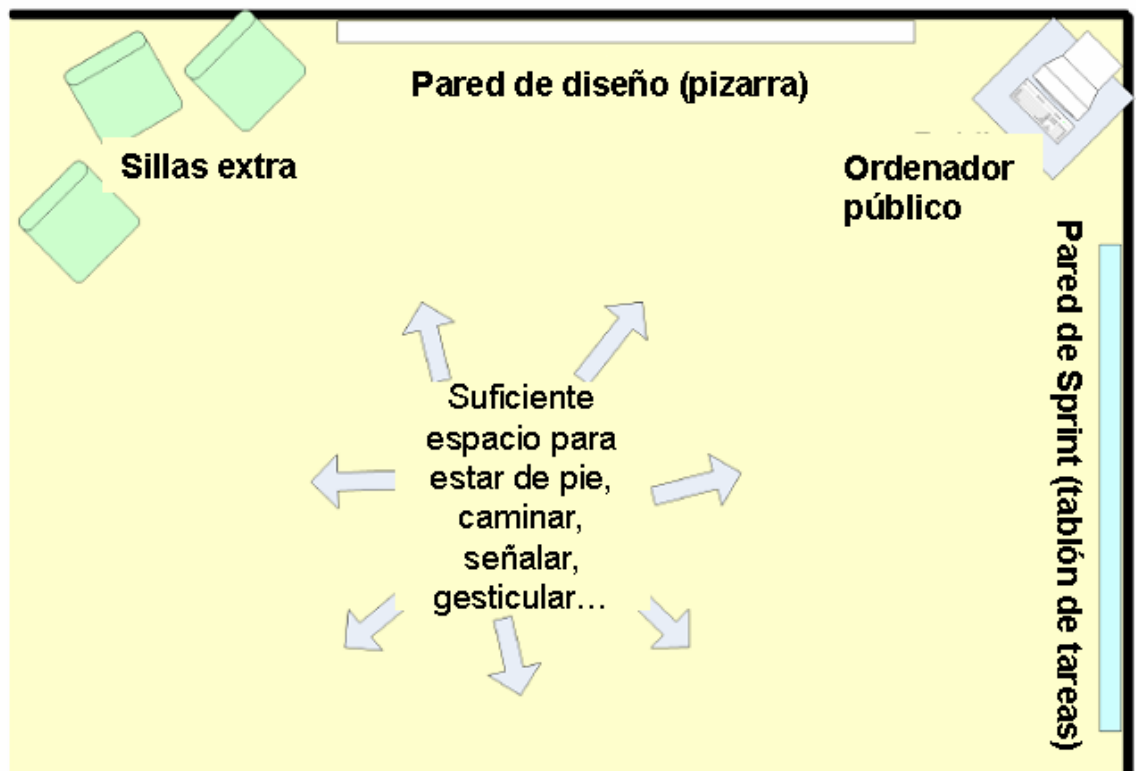 Pared de diseño (pizarra)
Sillas extra
Ordenador
público
Pared de Sprint (tablón de tareas)
Suficiente
espacio para
estar de pie,
caminar,
señalar,
gesticular…